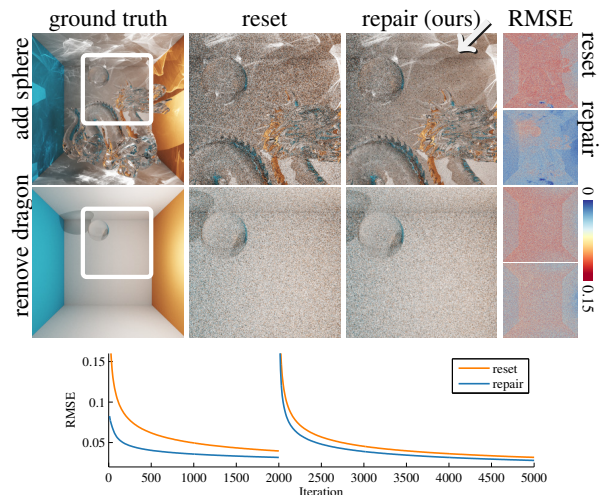 ground truth
reset
repair (ours)
RMSE
add sphere
remove dragon
reset
repair
0
0.15
0.15
0.1
0.05
RMSE
reset
repair
0 500 1000 1500 2000 2500 3000 3500 4000 4500 5000
Iteration